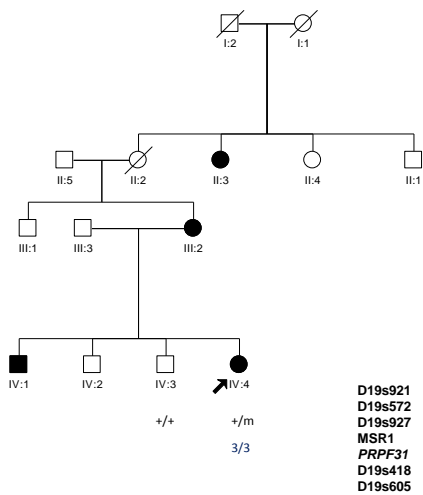 I:2 I:1
II:5 II:2 II:3 II:4 II:1
III:1 III:3 III:2
IV:1 IV:2 IV:3 IV:4
+/+ +/m
3/3
D19s921
D19s572
D19s927
MSR1
PRPF31
D19s418
D19s605